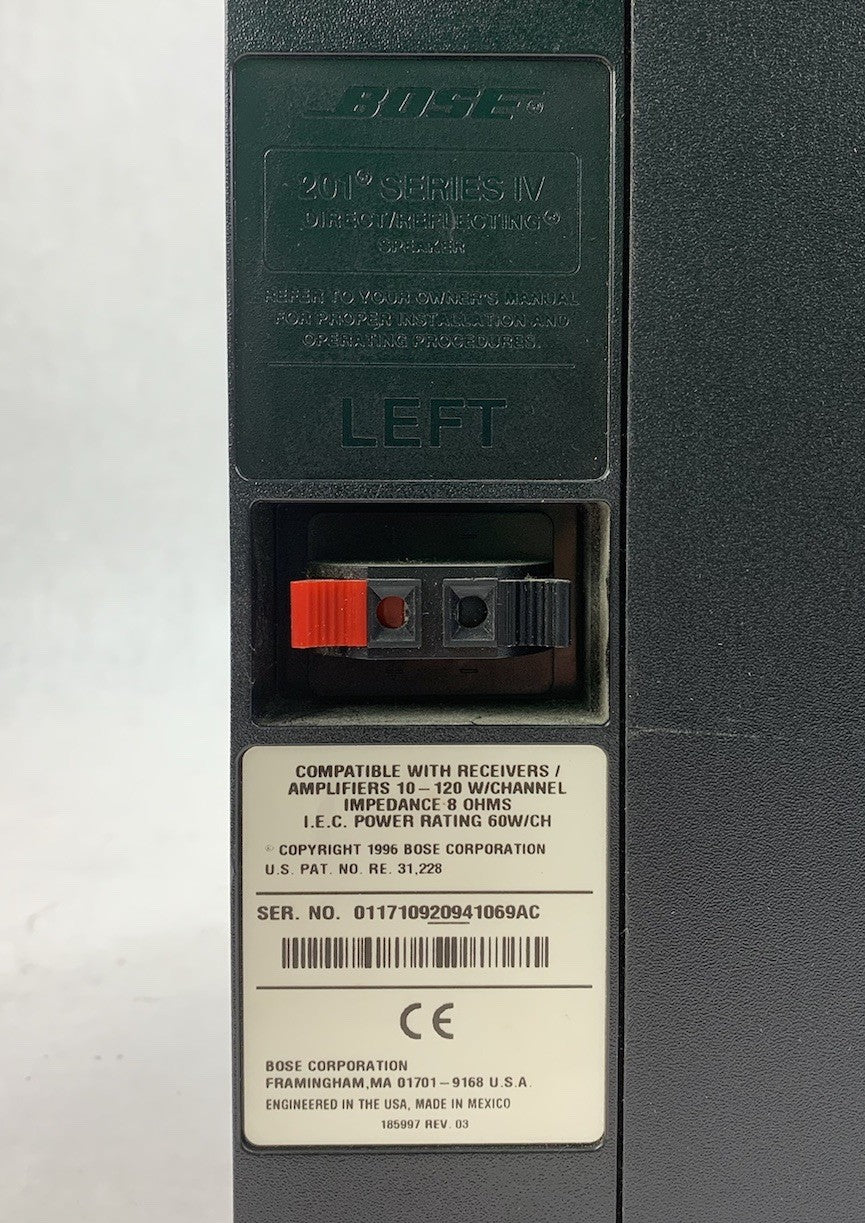 BOSE®
201® SERIES IV
DIRECT/REFLECTING®
SPEAKER
REFER TO YOUR OWNER'S MANUAL
FOR PROPER INSTALLATION AND
OPERATING PROCEDURES.
LEFT
+ −
COMPATIBLE WITH RECEIVERS /
AMPLIFIERS 10 – 120 W/CHANNEL
IMPEDANCE 8 OHMS
I.E.C. POWER RATING 60W/CH
© COPYRIGHT 1996 BOSE CORPORATION
U.S. PAT. NO. RE. 31,228
SER. NO. 011710920941069AC
CE
BOSE CORPORATION
FRAMINGHAM,MA 01701–9168 U.S.A.
ENGINEERED IN THE USA, MADE IN MEXICO
185997 REV. 03